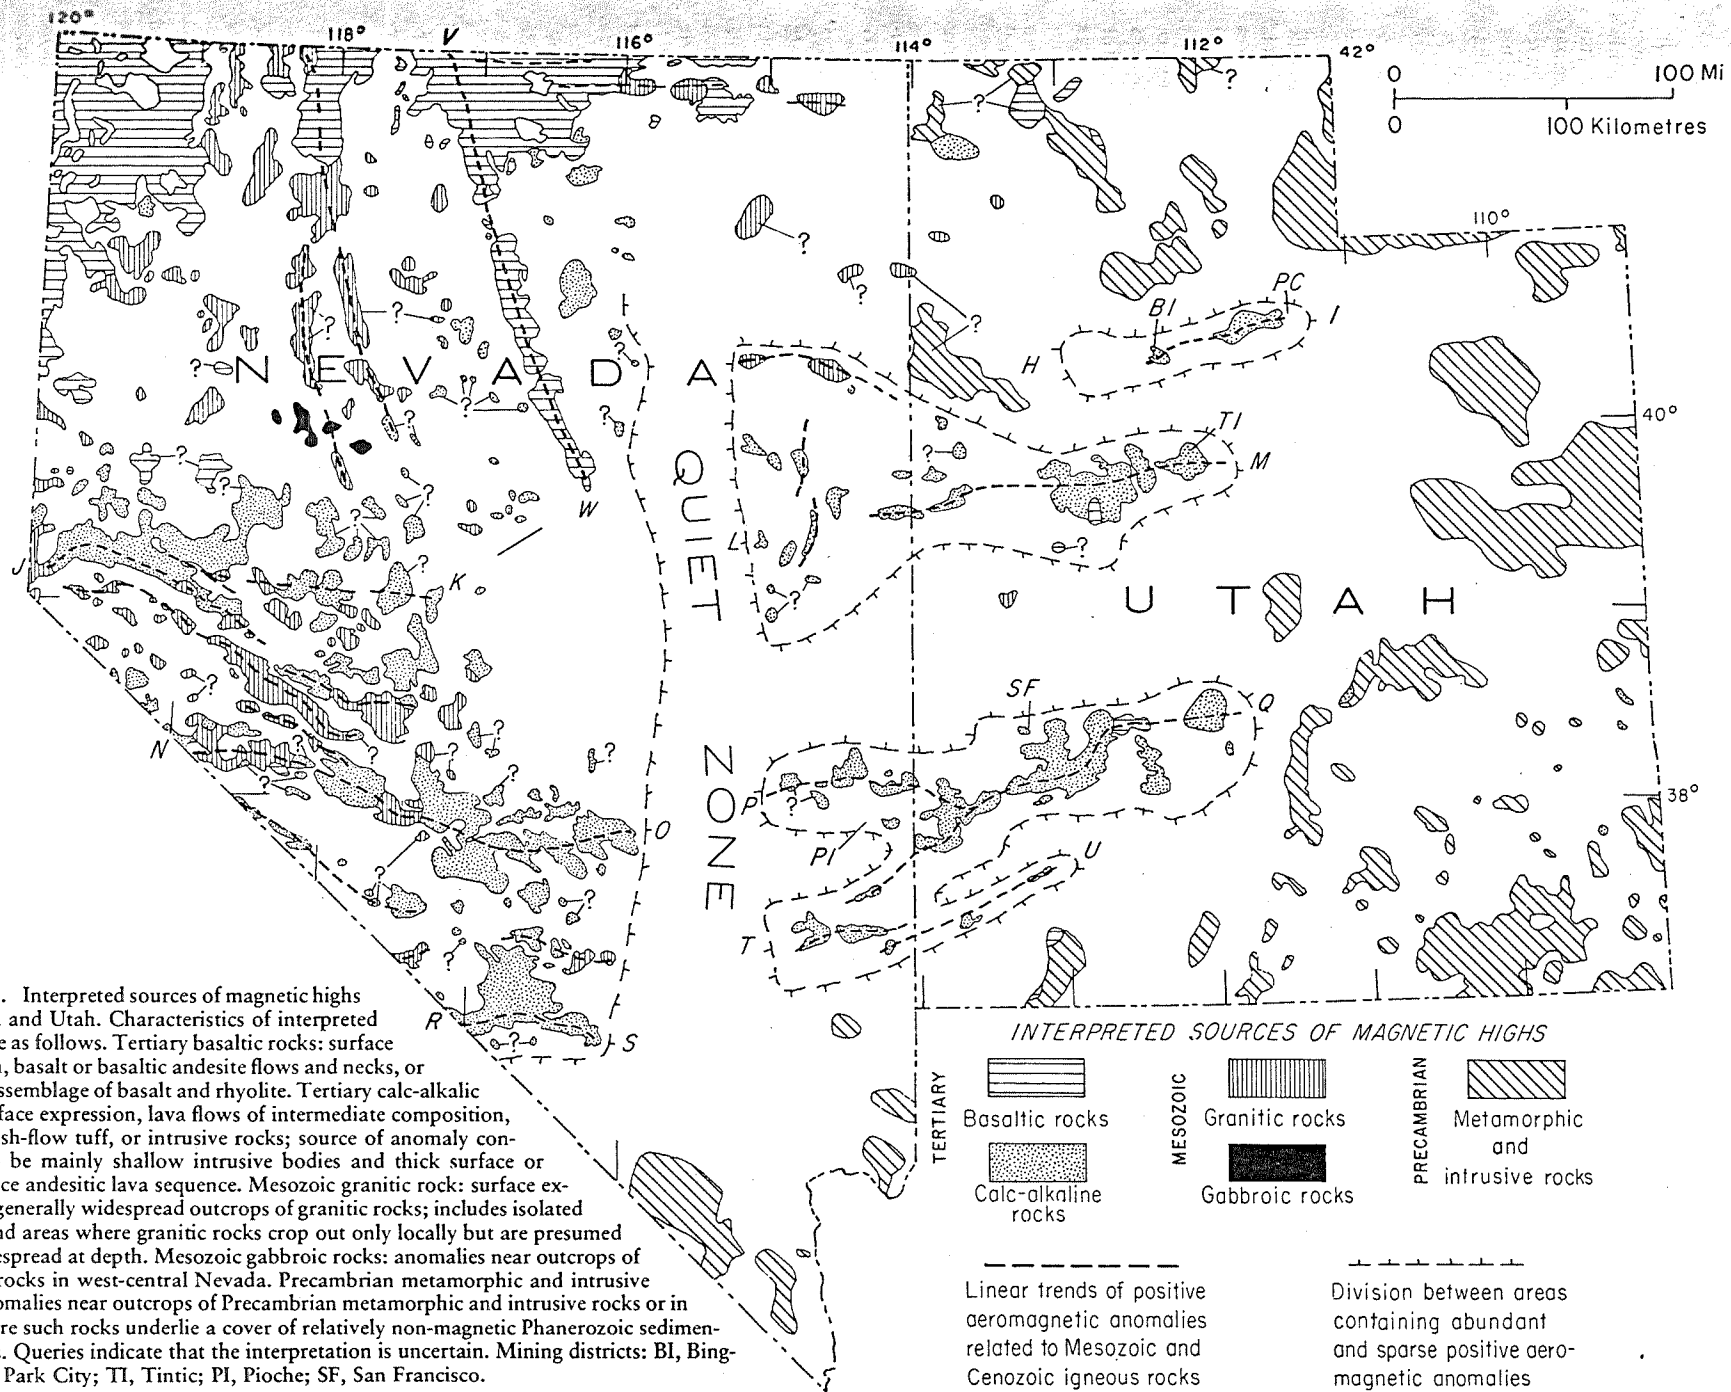 120°
118°
V
116°
114°
112°
42°
0 100 Mi
0 100 Kilometres
110°
?
?
?
?
?
PC
BI
I
?
?
?
?
H
NEVADA
?
?
?
?
?
40°
TI
M
?
?
?
QUIET
W
?
?
?
J
K
?
?
UTAH
?
SF
Q
N
?
?
?
?
?
?
ZONE
P
?
38°
O
PI
U
?
?
T
?
R
?
S
. Interpreted sources of magnetic highs
and Utah. Characteristics of interpreted
e as follows. Tertiary basaltic rocks: surface
, basalt or basaltic andesite flows and necks, or
ssemblage of basalt and rhyolite. Tertiary calc-alkalic
face expression, lava flows of intermediate composition,
sh-flow tuff, or intrusive rocks; source of anomaly con-
be mainly shallow intrusive bodies and thick surface or
ce andesitic lava sequence. Mesozoic granitic rock: surface ex-
generally widespread outcrops of granitic rocks; includes isolated
nd areas where granitic rocks crop out only locally but are presumed
espread at depth. Mesozoic gabbroic rocks: anomalies near outcrops of
rocks in west-central Nevada. Precambrian metamorphic and intrusive
omalies near outcrops of Precambrian metamorphic and intrusive rocks or in
re such rocks underlie a cover of relatively non-magnetic Phanerozoic sedimen-
. Queries indicate that the interpretation is uncertain. Mining districts: BI, Bing-
Park City; TI, Tintic; PI, Pioche; SF, San Francisco.
INTERPRETED SOURCES OF MAGNETIC HIGHS
TERTIARY
Basaltic rocks
Calc-alkaline
rocks
MESOZOIC
Granitic rocks
Gabbroic rocks
PRECAMBRIAN
Metamorphic
and
intrusive rocks
Linear trends of positive
aeromagnetic anomalies
related to Mesozoic and
Cenozoic igneous rocks
Division between areas
containing abundant
and sparse positive aero-
magnetic anomalies